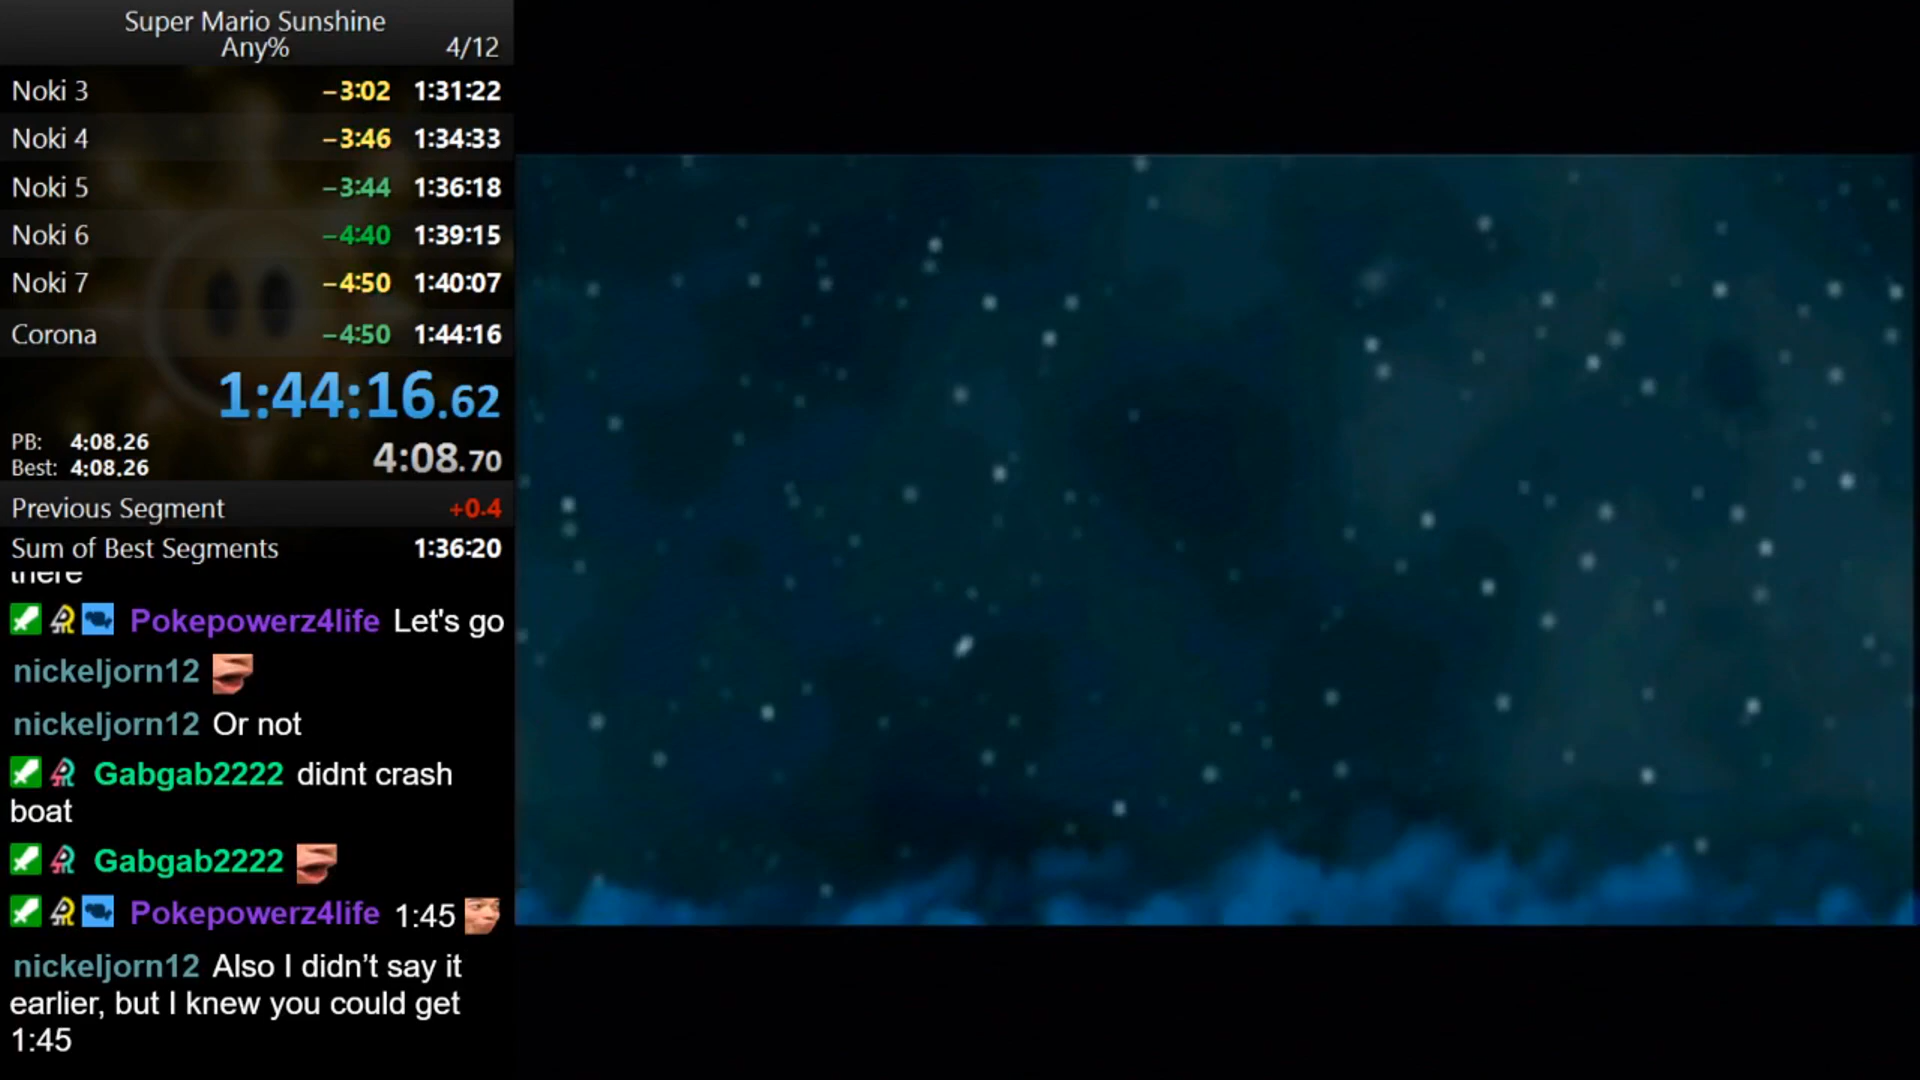 Super Mario Sunshine
Any% 4/12
Noki 3 −3:02 1:31:22
Noki 4 −3:46 1:34:33
Noki 5 −3:44 1:36:18
Noki 6 −4:40 1:39:15
Noki 7 −4:50 1:40:07
Corona −4:50 1:44:16
1:44:16.62
PB: 4:08.26
Best: 4:08.26
4:08.70
Previous Segment +0.4
Sum of Best Segments 1:36:20
there
Pokepowerz4life Let's go
nickeljorn12
nickeljorn12 Or not
Gabgab2222 didnt crash
boat
Gabgab2222
Pokepowerz4life 1:45
nickeljorn12 Also I didn’t say it
earlier, but I knew you could get
1:45